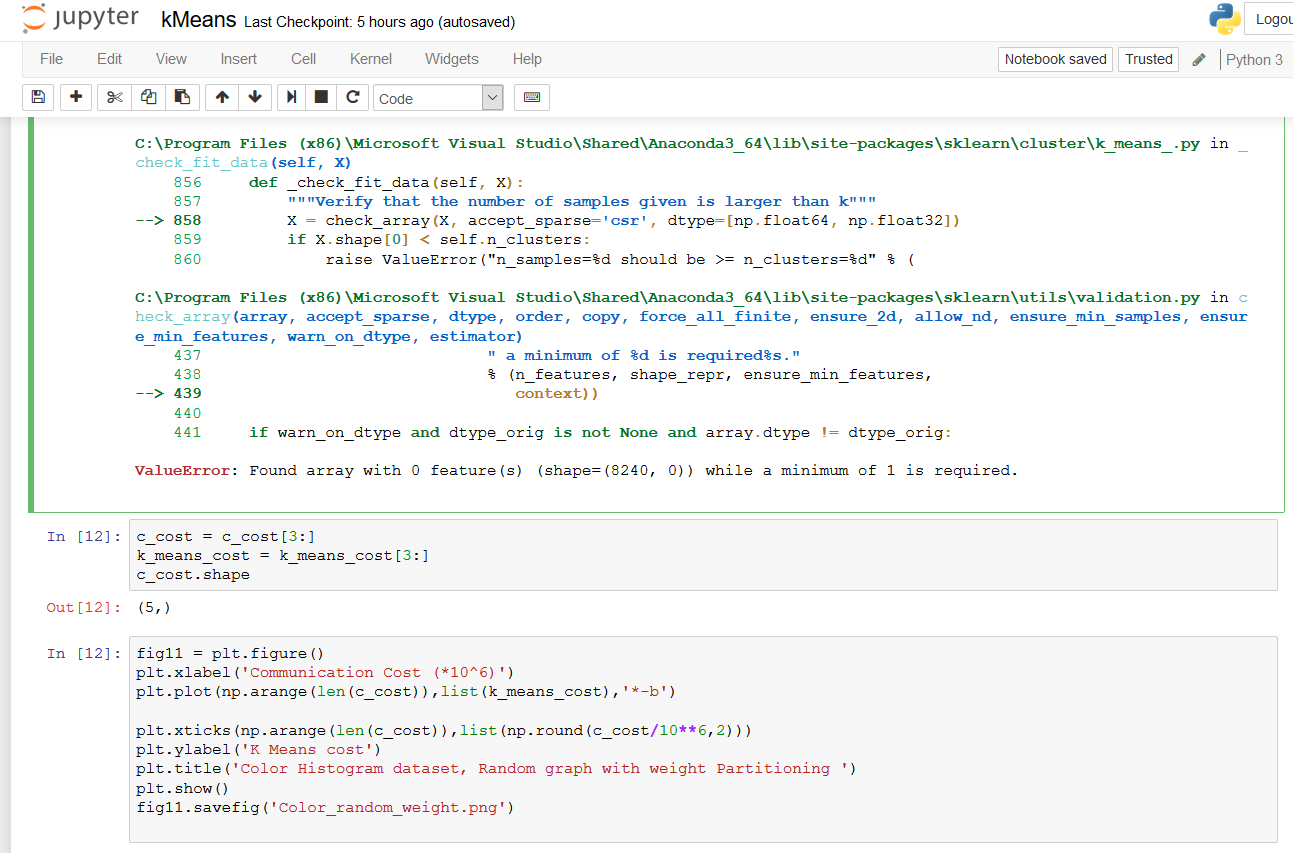 jupyter kMeans Last Checkpoint: 5 hours ago (autosaved)
Logou
File Edit View Insert Cell Kernel Widgets Help
Notebook saved Trusted Python 3
Code
C:\Program Files (x86)\Microsoft Visual Studio\Shared\Anaconda3_64\lib\site-packages\sklearn\cluster\k_means_.py in _
check_fit_data(self, X)
    856     def _check_fit_data(self, X):
    857         """Verify that the number of samples given is larger than k"""
--> 858         X = check_array(X, accept_sparse='csr', dtype=[np.float64, np.float32])
    859         if X.shape[0] < self.n_clusters:
    860             raise ValueError("n_samples=%d should be >= n_clusters=%d" % (
C:\Program Files (x86)\Microsoft Visual Studio\Shared\Anaconda3_64\lib\site-packages\sklearn\utils\validation.py in c
heck_array(array, accept_sparse, dtype, order, copy, force_all_finite, ensure_2d, allow_nd, ensure_min_samples, ensur
e_min_features, warn_on_dtype, estimator)
    437                              " a minimum of %d is required%s."
    438                              % (n_features, shape_repr, ensure_min_features,
--> 439                                 context))
    440
    441     if warn_on_dtype and dtype_orig is not None and array.dtype != dtype_orig:
ValueError: Found array with 0 feature(s) (shape=(8240, 0)) while a minimum of 1 is required.
In [12]: c_cost = c_cost[3:]
k_means_cost = k_means_cost[3:]
c_cost.shape
Out[12]: (5,)
In [12]: fig11 = plt.figure()
plt.xlabel('Communication Cost (*10^6)')
plt.plot(np.arange(len(c_cost)),list(k_means_cost),'*-b')
plt.xticks(np.arange(len(c_cost)),list(np.round(c_cost/10**6,2)))
plt.ylabel('K Means cost')
plt.title('Color Histogram dataset, Random graph with weight Partitioning ')
plt.show()
fig11.savefig('Color_random_weight.png')